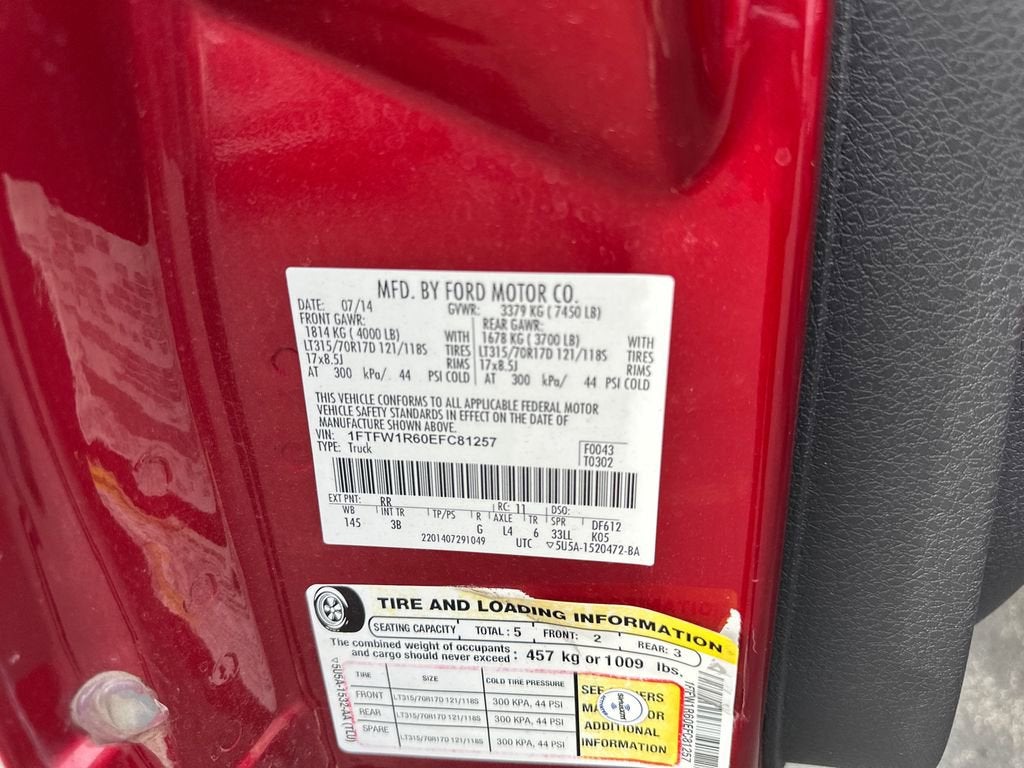 MFD. BY FORD MOTOR CO.
DATE: 07/14 GVWR: 3379 KG ( 7450 LB)
FRONT GAWR: REAR GAWR:
1814 KG ( 4000 LB) WITH 1678 KG ( 3700 LB) WITH
LT315/70R17D 121/118S TIRES LT315/70R17D 121/118S TIRES
17x8.5J RIMS 17x8.5J RIMS
AT 300 kPa/ 44 PSI COLD AT 300 kPa/ 44 PSI COLD
THIS VEHICLE CONFORMS TO ALL APPLICABLE FEDERAL MOTOR
VEHICLE SAFETY STANDARDS IN EFFECT ON THE DATE OF
MANUFACTURE SHOWN ABOVE.
VIN: 1FTFW1R60EFC81257
TYPE: Truck
F0043
T0302
EXT PNT: RR RC: 11 DSO:
WB INT TR TP/PS R AXLE TR SPR DF612
145 3B G L4 6 33LL K05
2201407291049 UTC ▽5U5A-1520472-BA
TIRE AND LOADING INFORMATION
SEATING CAPACITY TOTAL: 5 FRONT: 2 REAR: 3
The combined weight of occupants
and cargo should never exceed: 457 kg or 1009 lbs.
TIRE SIZE COLD TIRE PRESSURE
FRONT LT315/70R17D 121/118S 300 KPA, 44 PSI
REAR LT315/70R17D 121/118S 300 KPA, 44 PSI
SPARE LT315/70R17D 121/118S 300 KPA, 44 PSI
SEE
ADDITIONAL
INFORMATION